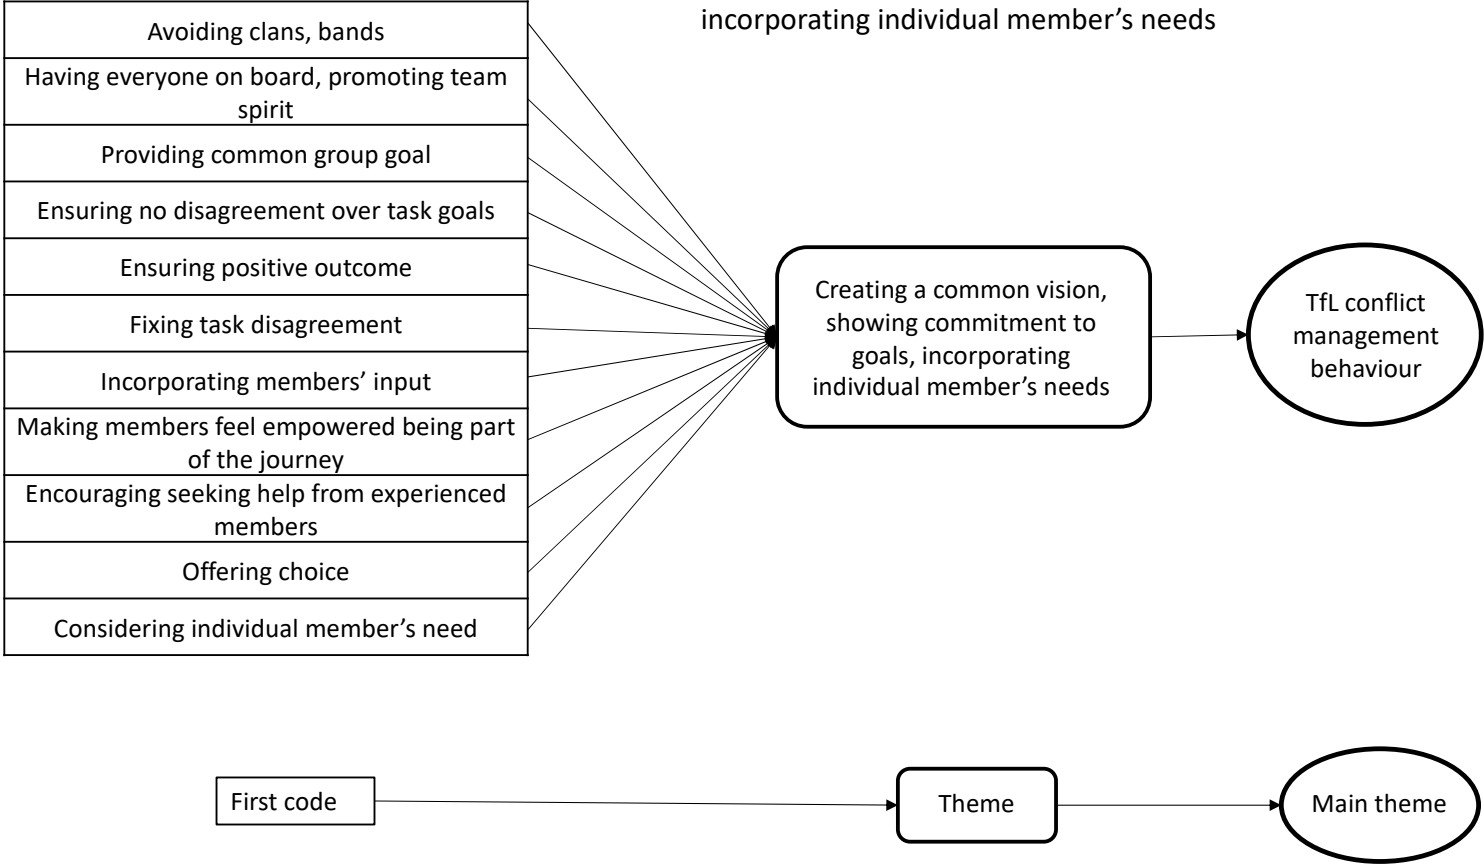 incorporating individual member’s needs
Avoiding clans, bands
Having everyone on board, promoting team
spirit
Providing common group goal
Ensuring no disagreement over task goals
Ensuring positive outcome
Fixing task disagreement
Incorporating members’ input
Making members feel empowered being part
of the journey
Encouraging seeking help from experienced
members
Offering choice
Considering individual member’s need
Creating a common vision,
showing commitment to
goals, incorporating
individual member’s needs
TfL conflict
management
behaviour
First code
Theme
Main theme